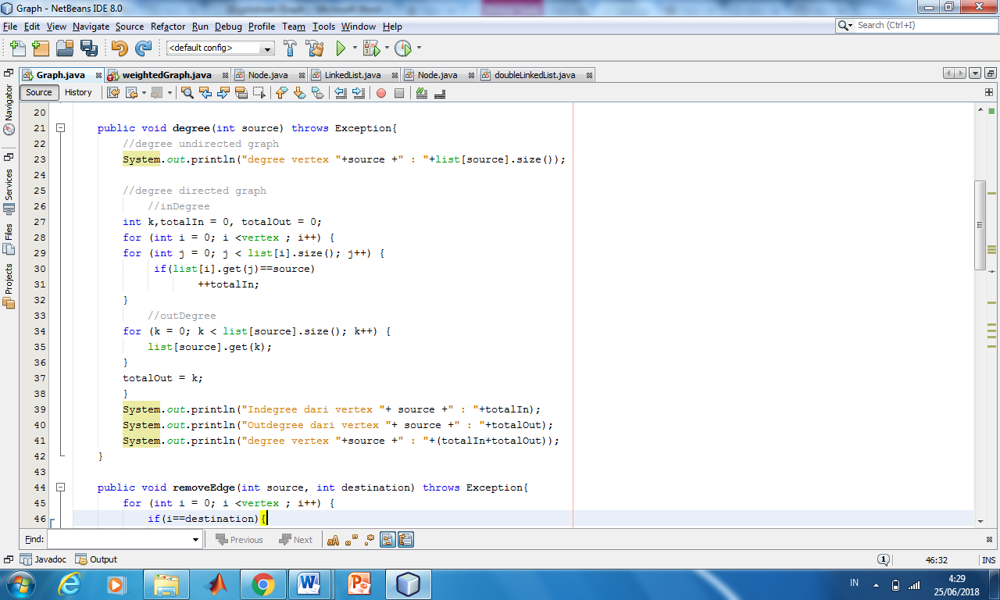 Graph - NetBeans IDE 8.0
File Edit View Navigate Source Refactor Run Debug Profile Team Tools Window Help
Search (Ctrl+I)
<default config>
Graph.java weightedGraph.java Node.java LinkedList.java Node.java doubleLinkedList.java
Source History
Navigator
Services
Files
Projects
20
21 public void degree(int source) throws Exception{
22 //degree undirected graph
23 System.out.println("degree vertex "+source +" : "+list[source].size());
24
25 //degree directed graph
26 //inDegree
27 int k,totalIn = 0, totalOut = 0;
28 for (int i = 0; i <vertex ; i++) {
29 for (int j = 0; j < list[i].size(); j++) {
30 if(list[i].get(j)==source)
31 ++totalIn;
32 }
33 //outDegree
34 for (k = 0; k < list[source].size(); k++) {
35 list[source].get(k);
36 }
37 totalOut = k;
38 }
39 System.out.println("Indegree dari vertex "+ source +" : "+totalIn);
40 System.out.println("Outdegree dari vertex "+ source +" : "+totalOut);
41 System.out.println("degree vertex "+source +" : "+(totalIn+totalOut));
42 }
43
44 public void removeEdge(int source, int destination) throws Exception{
45 for (int i = 0; i <vertex ; i++) {
46 if(i==destination){
Find: Previous Next
Javadoc Output 1 46:32 INS
IN 4:29
25/06/2018